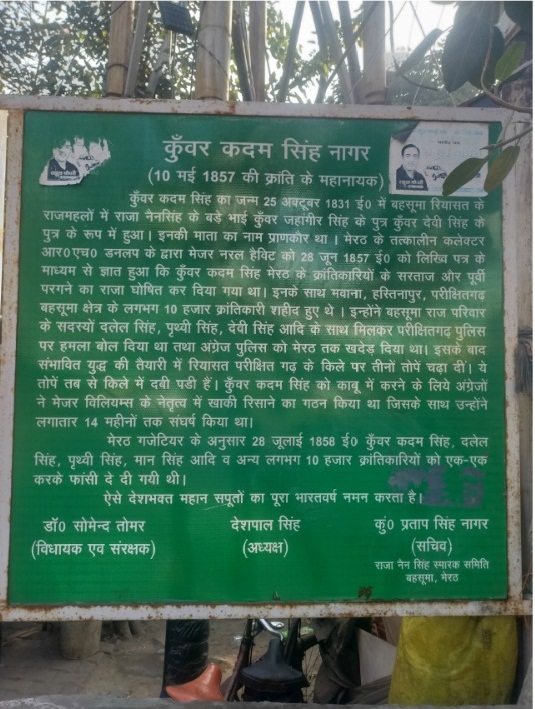 कुँवर कदम सिंह नागर
(10 मई 1857 की क्रांति के महानायक)
कुँवर कदम सिंह का जन्म 25 अक्टूबर 1831 ई0 में बहसूमा रियासत के
राजमहलों में राजा नैनसिंह के बड़े भाई कुँवर जहांगीर सिंह के पुत्र कुँवर देवी सिंह के
पुत्र के रूप में हुआ। इनकी माता का नाम प्राणकौर था। मेरठ के तत्कालीन कलेक्टर
आर0एच0 डनलप के द्वारा मेजर नरल हैविट को 28 जून 1857 ई0 को लिखि पत्र के
माध्यम से ज्ञात हुआ कि कुँवर कदम सिंह मेरठ के क्रांतिकारियों के सरताज और पूर्वी
परगने का राजा घोषित कर दिया गया था। इनके साथ मवाना, हस्तिनापुर, परीक्षितगढ़
बहसूमा क्षेत्र के लगभग 10 हजार क्रांतिकारी शहीद हुए थे। इन्होंने बहसूमा राज परिवार
के सदस्यों दलेल सिंह, पृथ्वी सिंह, देवी सिंह आदि के साथ मिलकर परीक्षितगढ़ पुलिस
पर हमला बोल दिया था तथा अंग्रेज पुलिस को मेरठ तक खदेड दिया था। इसके बाद
संभावित युद्ध की तैयारी में रियासत परीक्षित गढ़ के किले पर तीनों तोपें चढ़ा दीं। ये
तोपें तब से किले में दवी पडी हैं। कुँवर कदम सिंह को काबू में करने के लिये अंग्रेजों
ने मेजर विलियम्स के नेतृत्व में खाकी रिसाने का गठन किया था जिसके साथ उन्होंने
लगातार 14 महीनों तक संघर्ष किया था।
मेरठ गजेटियर के अनुसार 28 जूलाई 1858 ई0 कुँवर कदम सिंह, दलेल
सिंह, पृथ्वी सिंह, मान सिंह आदि व अन्य लगभग 10 हजार क्रांतिकारियों को एक-एक
करके फांसी दे दी गयी थी।
ऐसे देशभक्त महान सपूतों का पूरा भारतवर्ष नमन करता है।
डॉ0 सोमेन्द तोमर देशपाल सिंह कुं0 प्रताप सिंह नागर
(विधायक एव संरक्षक) (अध्यक्ष) (सचिव)
राजा नैन सिंह स्मारक समिति
बहसूमा, मेरठ